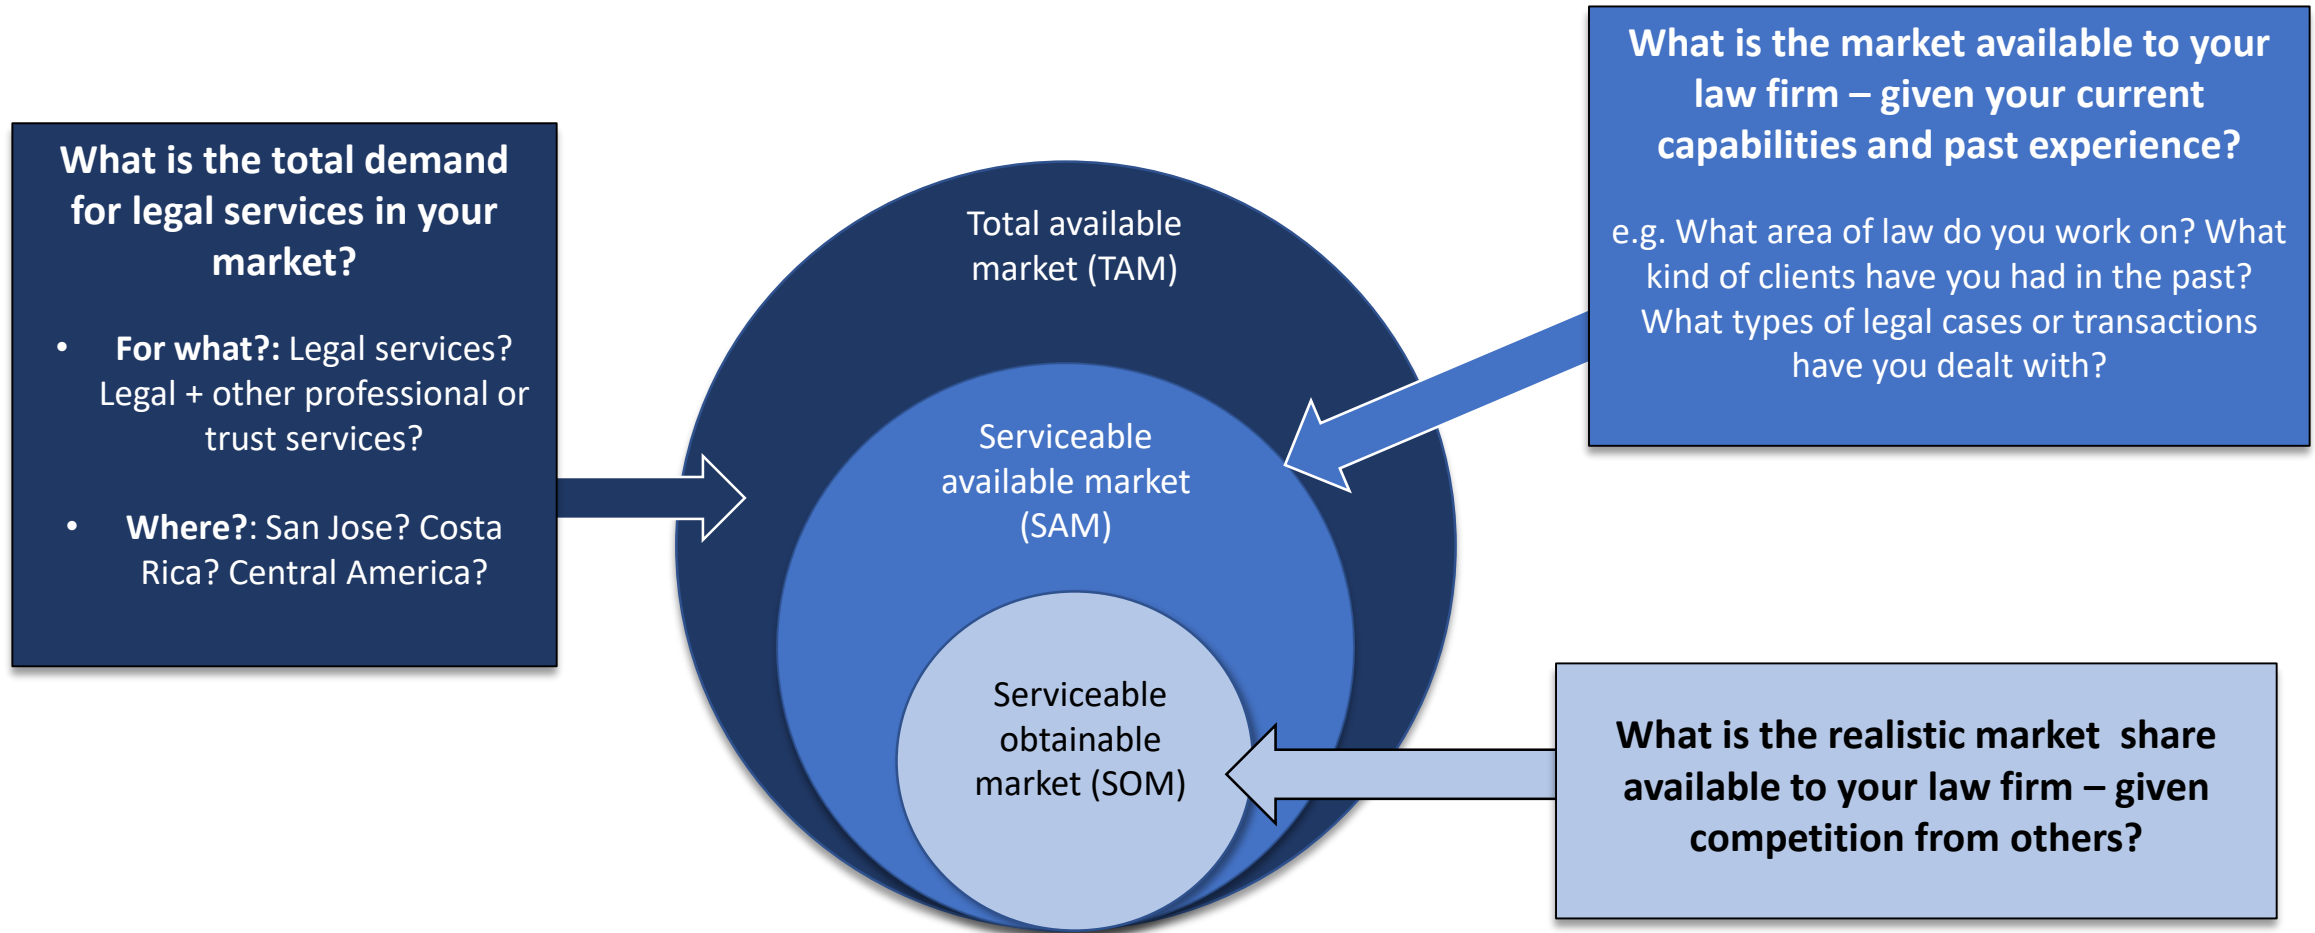 What is the total demand
for legal services in your
market?
• For what?: Legal services?
Legal + other professional or
trust services?
• Where?: San Jose? Costa
Rica? Central America?
Total available
market (TAM)
Serviceable
available market
(SAM)
Serviceable
obtainable
market (SOM)
What is the market available to your
law firm – given your current
capabilities and past experience?
e.g. What area of law do you work on? What
kind of clients have you had in the past?
What types of legal cases or transactions
have you dealt with?
What is the realistic market  share
available to your law firm – given
competition from others?